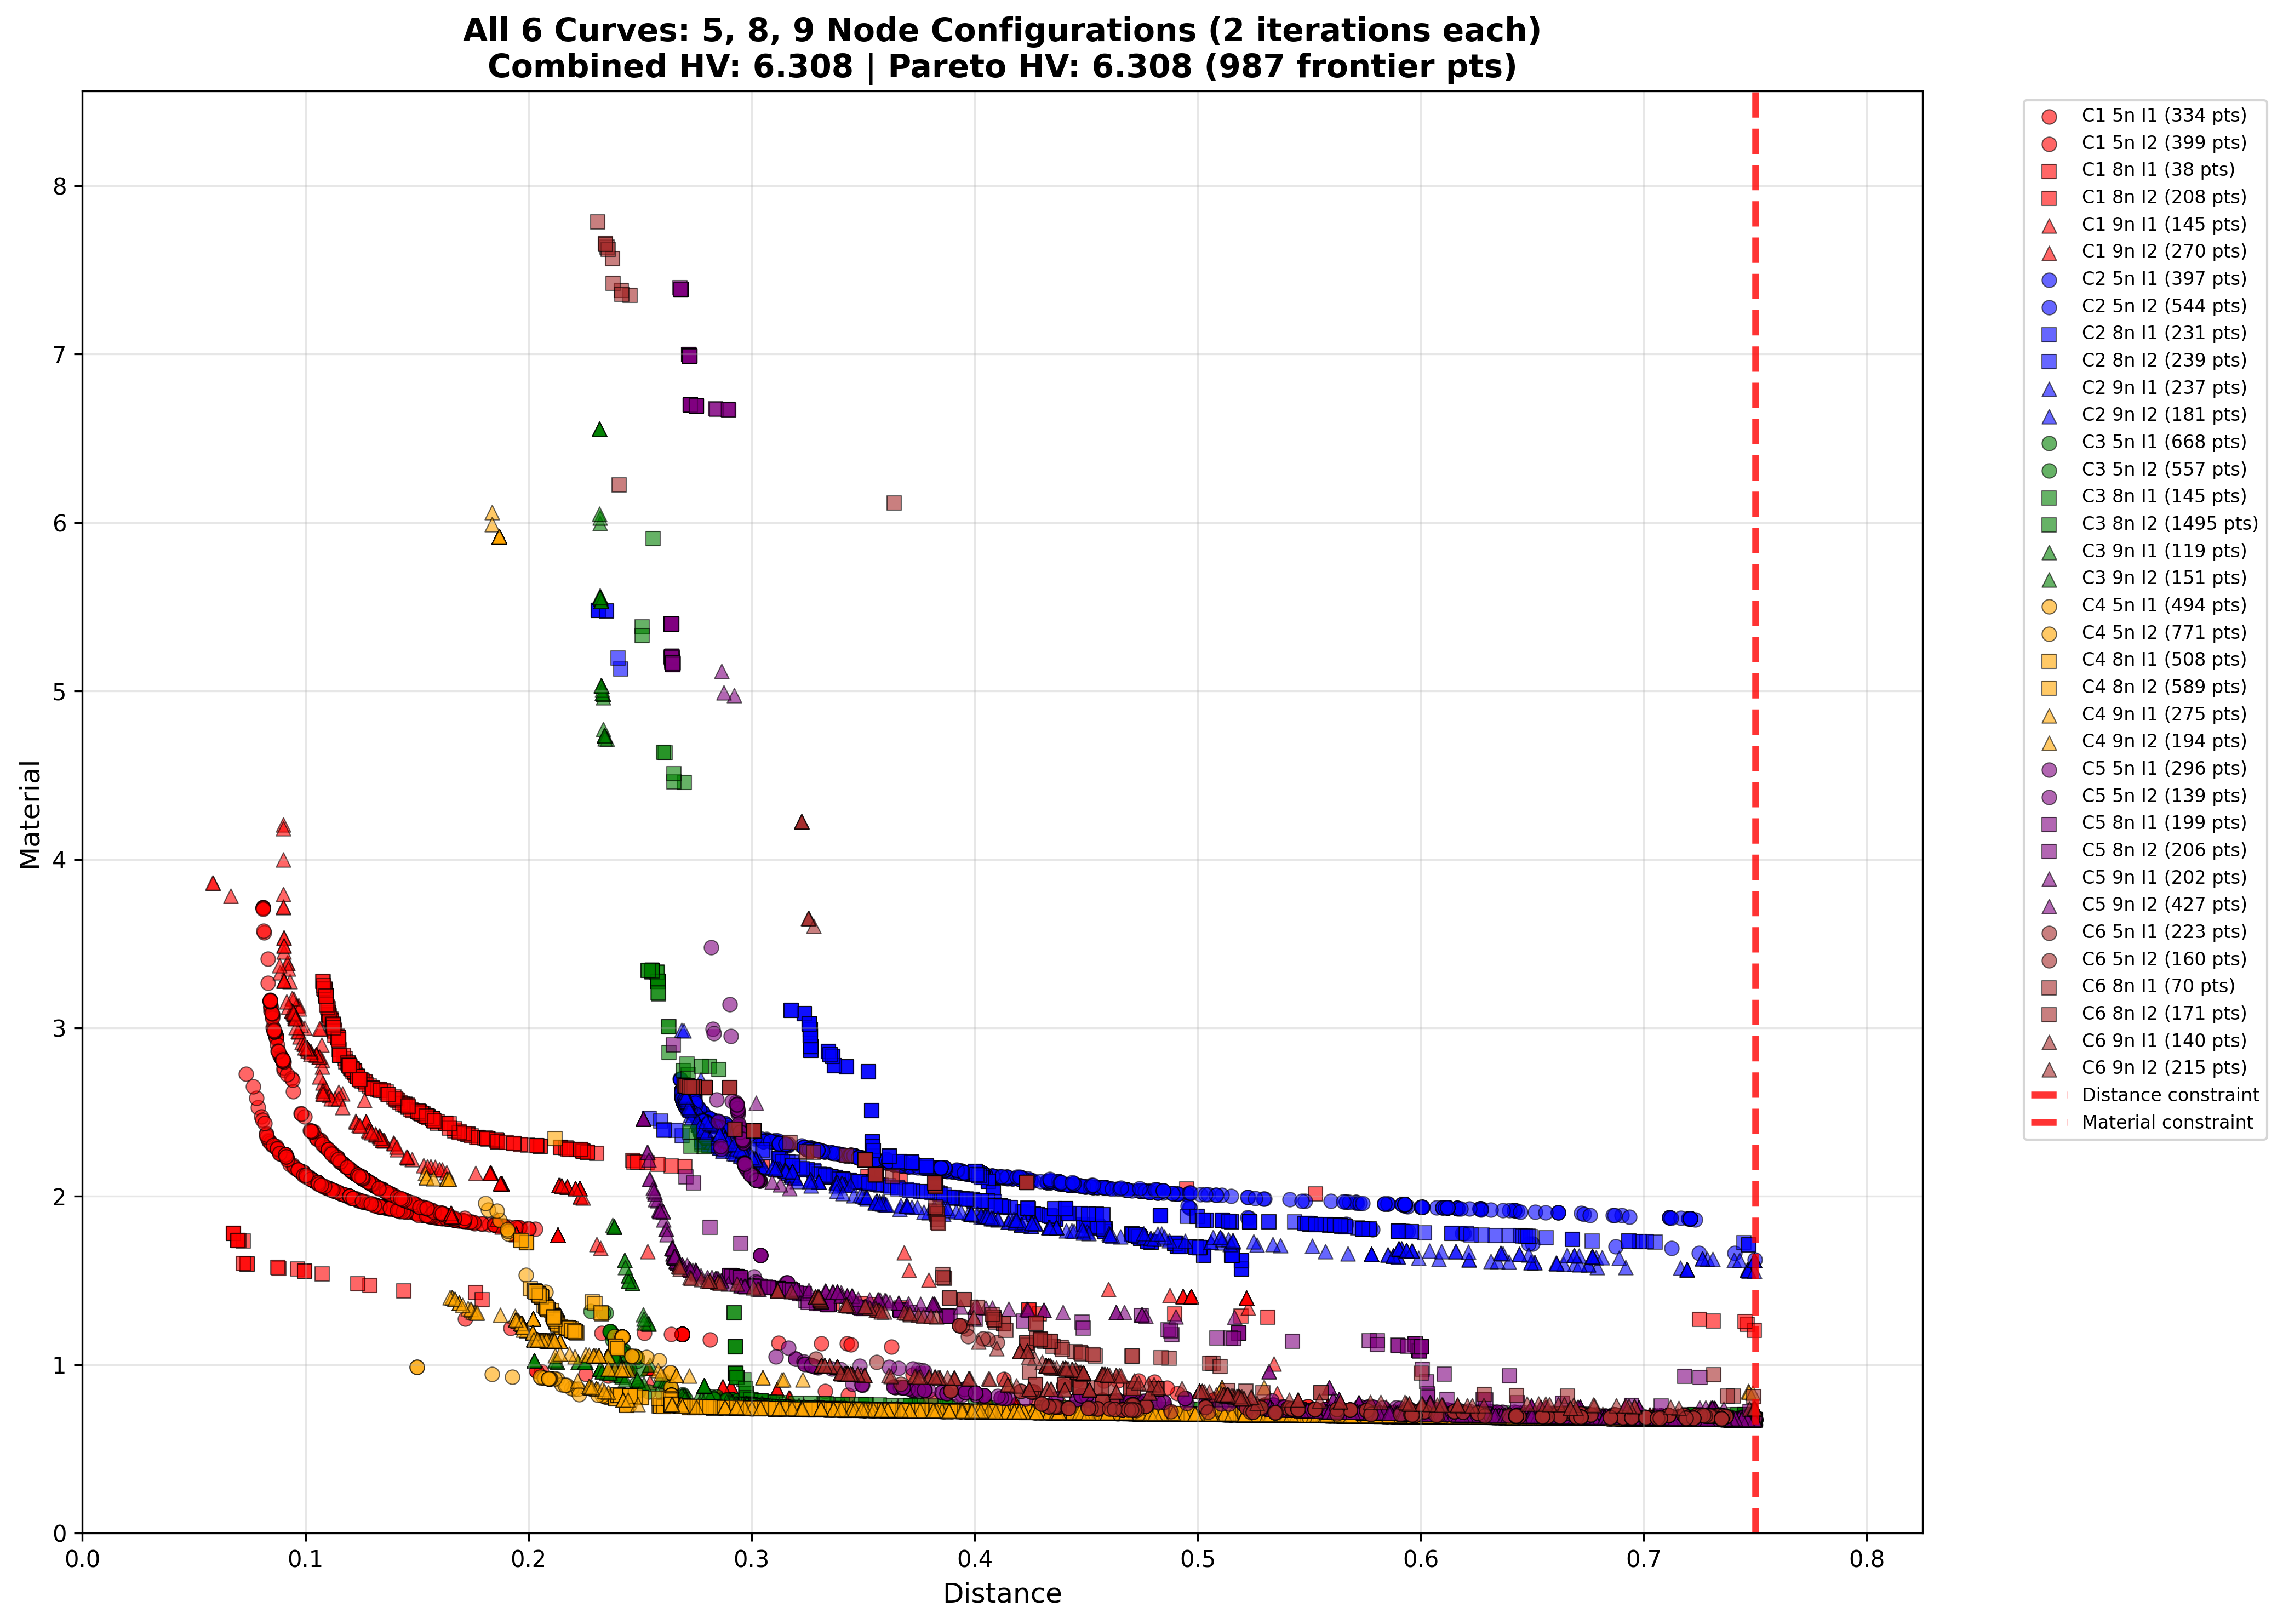 All 6 Curves: 5, 8, 9 Node Configurations (2 iterations each)
Combined HV: 6.308 | Pareto HV: 6.308 (987 frontier pts)
8
7
6
5
4
3
2
1
0
Material
0.0
0.1
0.2
0.3
0.4
0.5
0.6
0.7
0.8
Distance
C1 5n I1 (334 pts)
C1 5n I2 (399 pts)
C1 8n I1 (38 pts)
C1 8n I2 (208 pts)
C1 9n I1 (145 pts)
C1 9n I2 (270 pts)
C2 5n I1 (397 pts)
C2 5n I2 (544 pts)
C2 8n I1 (231 pts)
C2 8n I2 (239 pts)
C2 9n I1 (237 pts)
C2 9n I2 (181 pts)
C3 5n I1 (668 pts)
C3 5n I2 (557 pts)
C3 8n I1 (145 pts)
C3 8n I2 (1495 pts)
C3 9n I1 (119 pts)
C3 9n I2 (151 pts)
C4 5n I1 (494 pts)
C4 5n I2 (771 pts)
C4 8n I1 (508 pts)
C4 8n I2 (589 pts)
C4 9n I1 (275 pts)
C4 9n I2 (194 pts)
C5 5n I1 (296 pts)
C5 5n I2 (139 pts)
C5 8n I1 (199 pts)
C5 8n I2 (206 pts)
C5 9n I1 (202 pts)
C5 9n I2 (427 pts)
C6 5n I1 (223 pts)
C6 5n I2 (160 pts)
C6 8n I1 (70 pts)
C6 8n I2 (171 pts)
C6 9n I1 (140 pts)
C6 9n I2 (215 pts)
Distance constraint
Material constraint